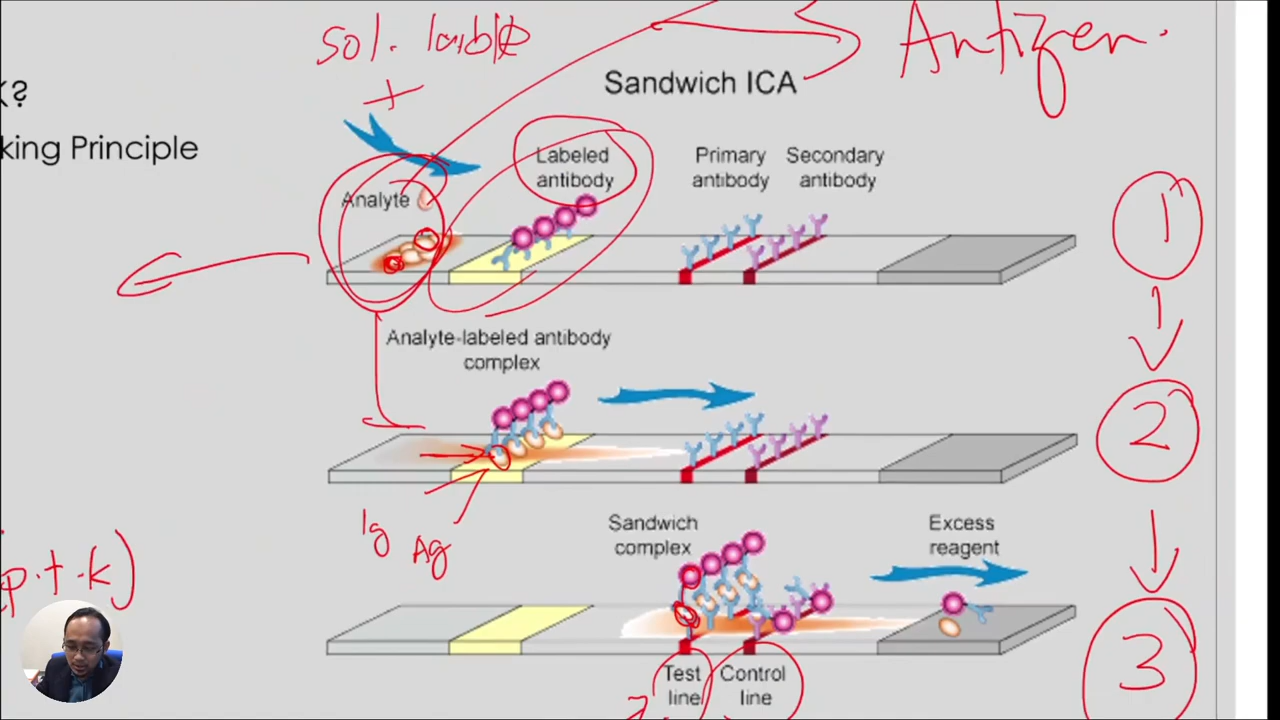 sol. lable
+
Antigen.
K?
king Principle
Sandwich ICA
Analyte
Labeled
antibody
Primary
antibody
Secondary
antibody
1
Analyte-labeled antibody
complex
2
Ig
Ag
p.t.k)
Sandwich
complex
Excess
reagent
Test
line
Control
line
3